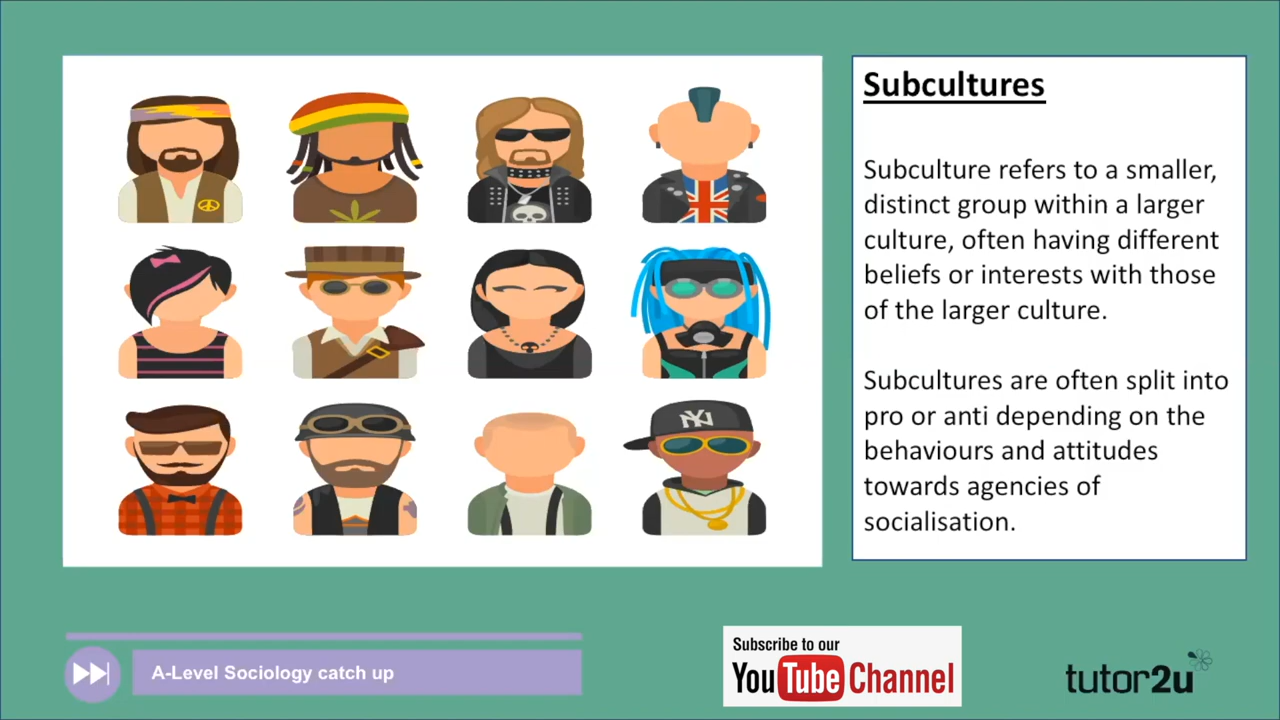 Subcultures
Subculture refers to a smaller,
distinct group within a larger
culture, often having different
beliefs or interests with those
of the larger culture.
Subcultures are often split into
pro or anti depending on the
behaviours and attitudes
towards agencies of
socialisation.
NY
A-Level Sociology catch up
Subscribe to our
YouTube Channel
tutor2u